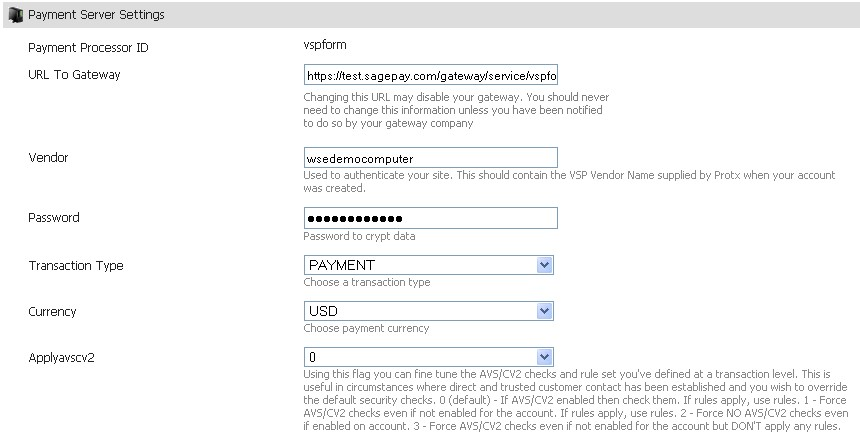 Payment Server Settings
Payment Processor ID
vspform
URL To Gateway
https://test.sagepay.com/gateway/service/vspfo
Changing this URL may disable your gateway. You should never
need to change this information unless you have been notified
to do so by your gateway company
Vendor
wsedemocomputer
Used to authenticate your site. This should contain the VSP Vendor Name supplied by Protx when your account
was created.
Password
●●●●●●●●●●●●
Password to crypt data
Transaction Type
PAYMENT
Choose a transaction type
Currency
USD
Choose payment currency
Applyavscv2
0
Using this flag you can fine tune the AVS/CV2 checks and rule set you've defined at a transaction level. This is
useful in circumstances where direct and trusted customer contact has been established and you wish to override
the default security checks. 0 (default) - If AVS/CV2 enabled then check them. If rules apply, use rules. 1 - Force
AVS/CV2 checks even if not enabled for the account. If rules apply, use rules. 2 - Force NO AVS/CV2 checks even
if enabled on account. 3 - Force AVS/CV2 checks even if not enabled for the account but DON'T apply any rules.